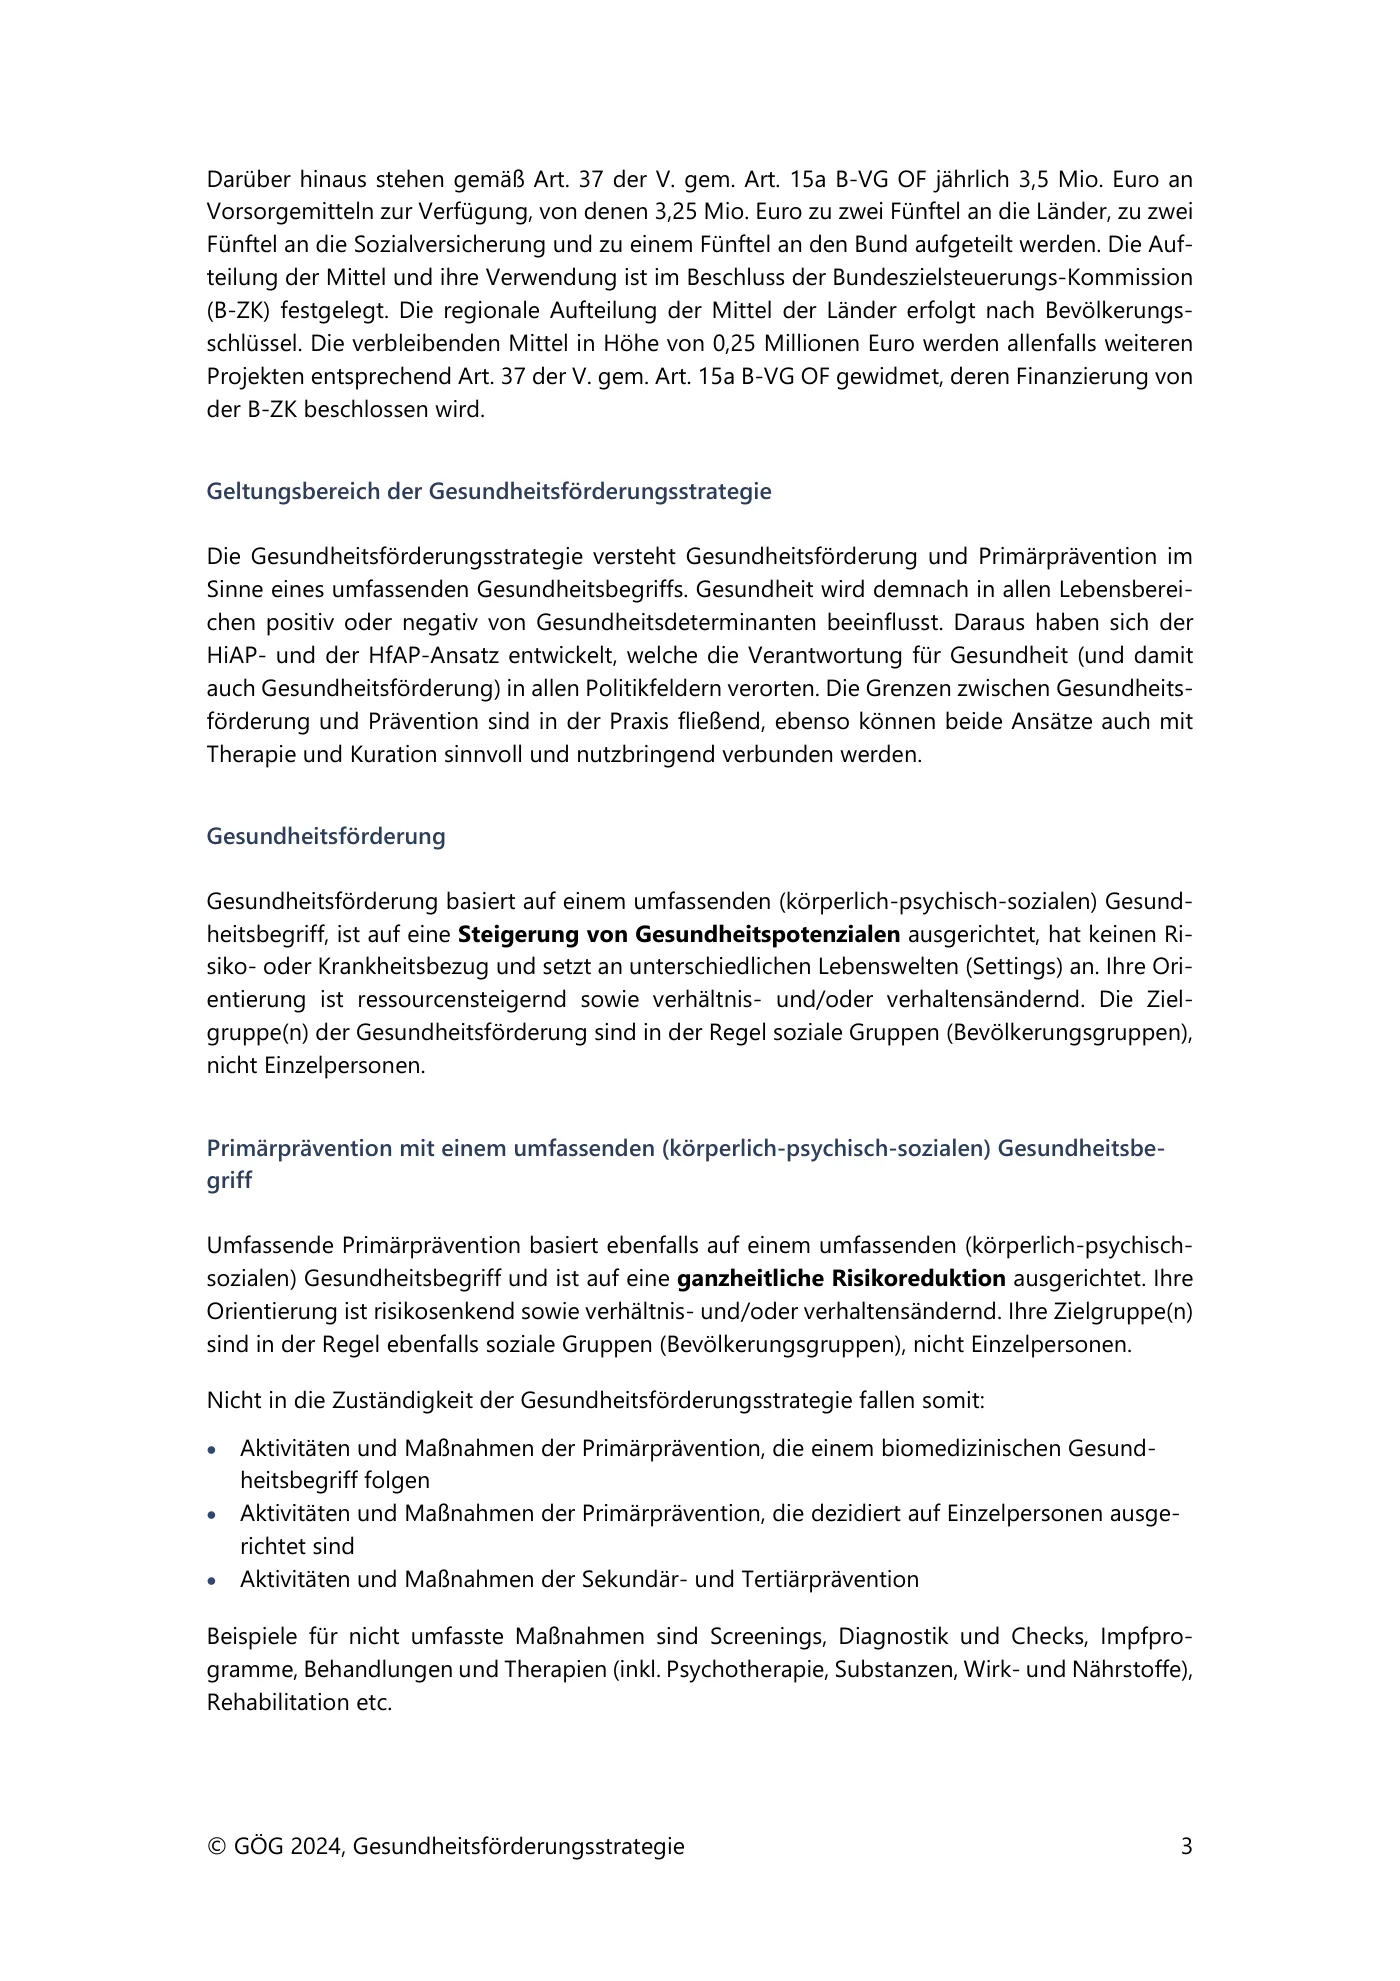 Darüber hinaus stehen gemäß Art. 37 der V. gem. Art. 15a B-VG OF jährlich 3,5 Mio. Euro an
Vorsorgemitteln zur Verfügung, von denen 3,25 Mio. Euro zu zwei Fünftel an die Länder, zu zwei
Fünftel an die Sozialversicherung und zu einem Fünftel an den Bund aufgeteilt werden. Die Auf-
teilung der Mittel und ihre Verwendung ist im Beschluss der Bundeszielsteuerungs-Kommission
(B-ZK) festgelegt. Die regionale Aufteilung der Mittel der Länder erfolgt nach Bevölkerungs-
schlüssel. Die verbleibenden Mittel in Höhe von 0,25 Millionen Euro werden allenfalls weiteren
Projekten entsprechend Art. 37 der V. gem. Art. 15a B-VG OF gewidmet, deren Finanzierung von
der B-ZK beschlossen wird.
Geltungsbereich der Gesundheitsförderungsstrategie
Die Gesundheitsförderungsstrategie versteht Gesundheitsförderung und Primärprävention im
Sinne eines umfassenden Gesundheitsbegriffs. Gesundheit wird demnach in allen Lebensberei-
chen positiv oder negativ von Gesundheitsdeterminanten beeinflusst. Daraus haben sich der
HiAP- und der HfAP-Ansatz entwickelt, welche die Verantwortung für Gesundheit (und damit
auch Gesundheitsförderung) in allen Politikfeldern verorten. Die Grenzen zwischen Gesundheits-
förderung und Prävention sind in der Praxis fließend, ebenso können beide Ansätze auch mit
Therapie und Kuration sinnvoll und nutzbringend verbunden werden.
Gesundheitsförderung
Gesundheitsförderung basiert auf einem umfassenden (körperlich-psychisch-sozialen) Gesund-
heitsbegriff, ist auf eine Steigerung von Gesundheitspotenzialen ausgerichtet, hat keinen Ri-
siko- oder Krankheitsbezug und setzt an unterschiedlichen Lebenswelten (Settings) an. Ihre Ori-
entierung ist ressourcensteigernd sowie verhältnis- und/oder verhaltensändernd. Die Ziel-
gruppe(n) der Gesundheitsförderung sind in der Regel soziale Gruppen (Bevölkerungsgruppen),
nicht Einzelpersonen.
Primärprävention mit einem umfassenden (körperlich-psychisch-sozialen) Gesundheitsbe-
griff
Umfassende Primärprävention basiert ebenfalls auf einem umfassenden (körperlich-psychisch-
sozialen) Gesundheitsbegriff und ist auf eine ganzheitliche Risikoreduktion ausgerichtet. Ihre
Orientierung ist risikosenkend sowie verhältnis- und/oder verhaltensändernd. Ihre Zielgruppe(n)
sind in der Regel ebenfalls soziale Gruppen (Bevölkerungsgruppen), nicht Einzelpersonen.
Nicht in die Zuständigkeit der Gesundheitsförderungsstrategie fallen somit:
• Aktivitäten und Maßnahmen der Primärprävention, die einem biomedizinischen Gesund-
heitsbegriff folgen
• Aktivitäten und Maßnahmen der Primärprävention, die dezidiert auf Einzelpersonen ausge-
richtet sind
• Aktivitäten und Maßnahmen der Sekundär- und Tertiärprävention
Beispiele für nicht umfasste Maßnahmen sind Screenings, Diagnostik und Checks, Impfpro-
gramme, Behandlungen und Therapien (inkl. Psychotherapie, Substanzen, Wirk- und Nährstoffe),
Rehabilitation etc.
© GÖG 2024, Gesundheitsförderungsstrategie 3